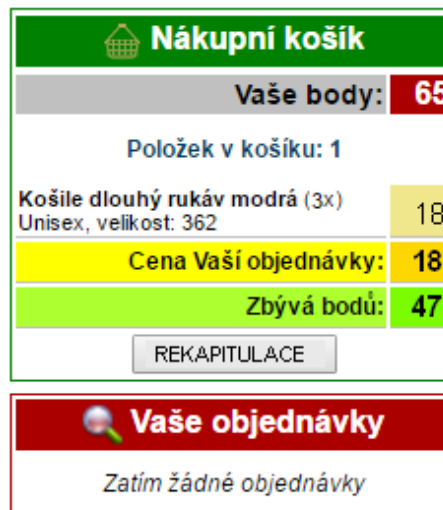 Nákupní košík
Vaše body: 65
Položek v košíku: 1
Košile dlouhý rukáv modrá (3x)
Unisex, velikost: 362
18
Cena Vaší objednávky: 18
Zbývá bodů: 47
REKAPITULACE
Vaše objednávky
Zatím žádné objednávky